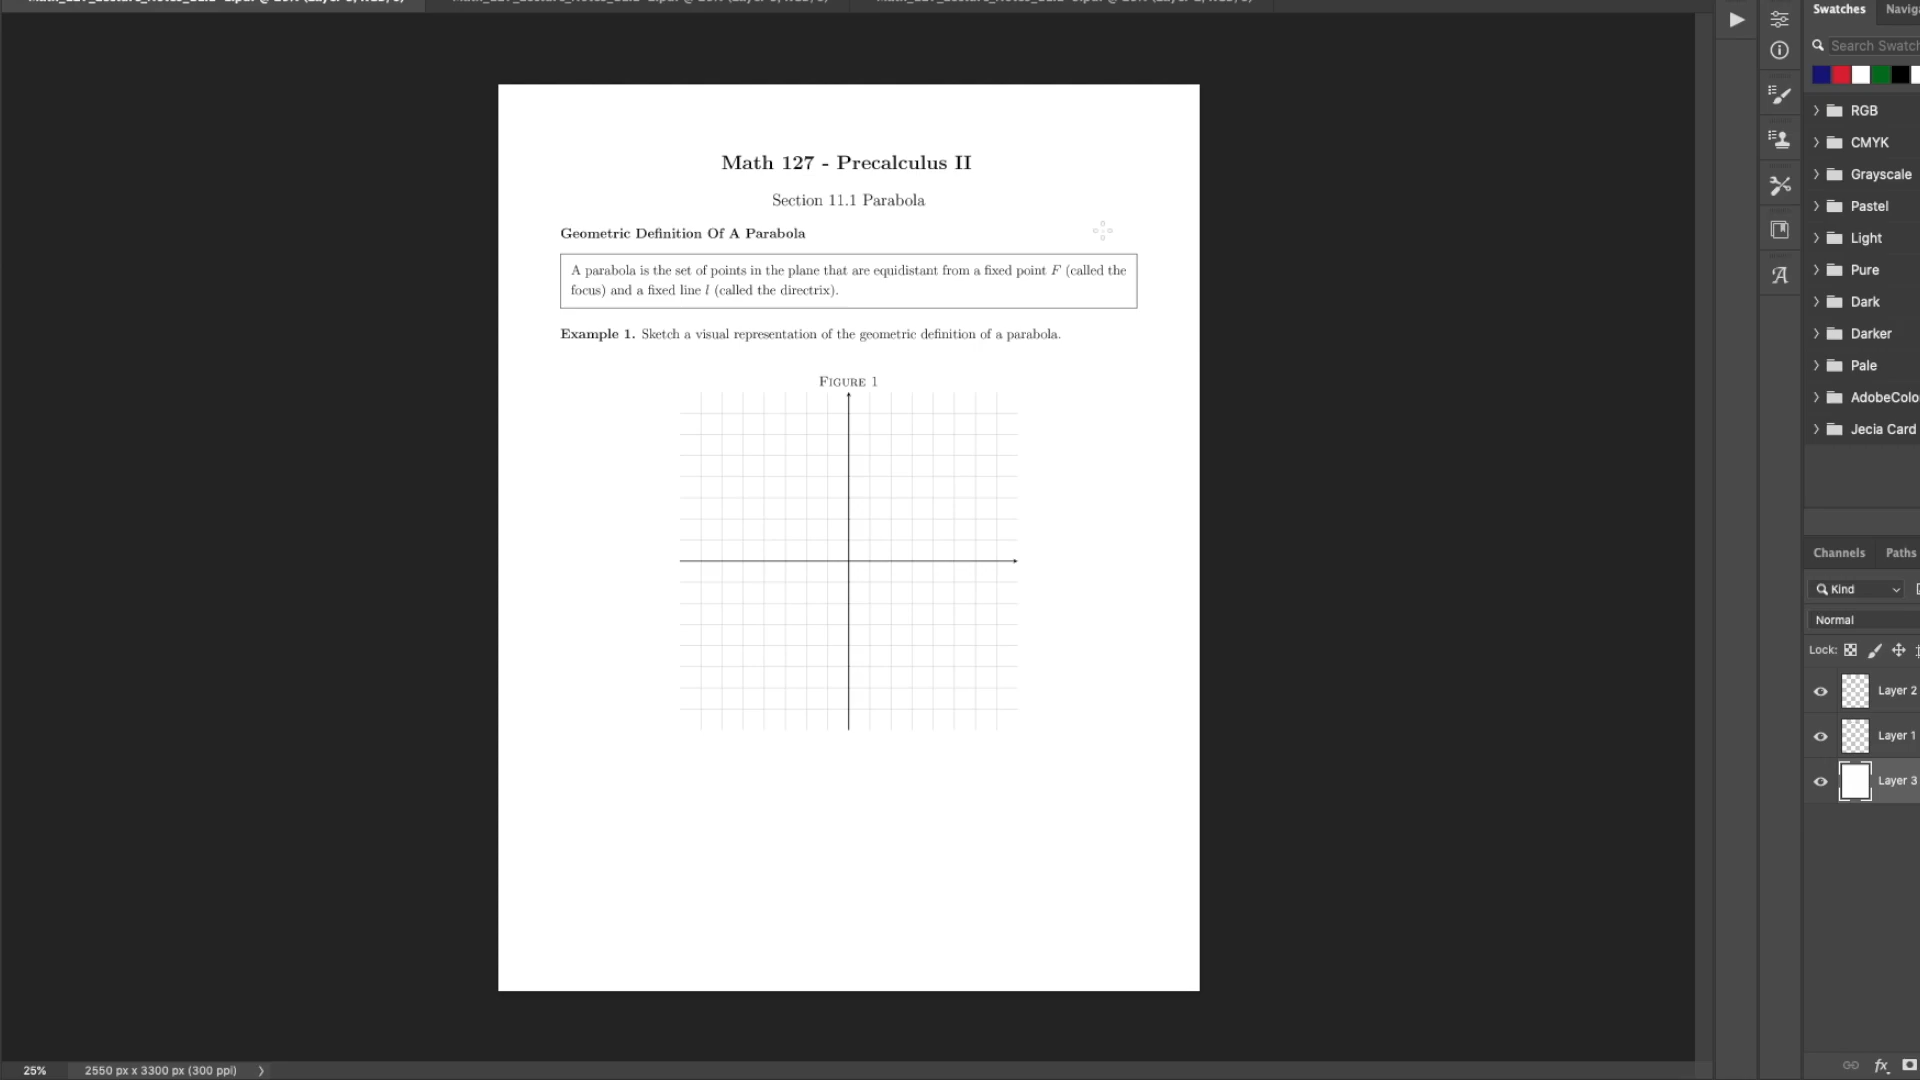 Swatches
Search Swatch
Math 127 - Precalculus II
Section 11.1 Parabola
Geometric Definition Of A Parabola
A parabola is the set of points in the plane that are equidistant from a fixed point F (called the
focus) and a fixed line l (called the directrix).
Example 1. Sketch a visual representation of the geometric definition of a parabola.
FIGURE 1
RGB
CMYK
Grayscale
Pastel
Light
Pure
Dark
Darker
Pale
AdobeColo
Jecia Card
Channels Paths
Kind
Normal
Lock:
Layer 2
Layer 1
Layer 3
fx
25% 2550 px x 3300 px (300 ppi)